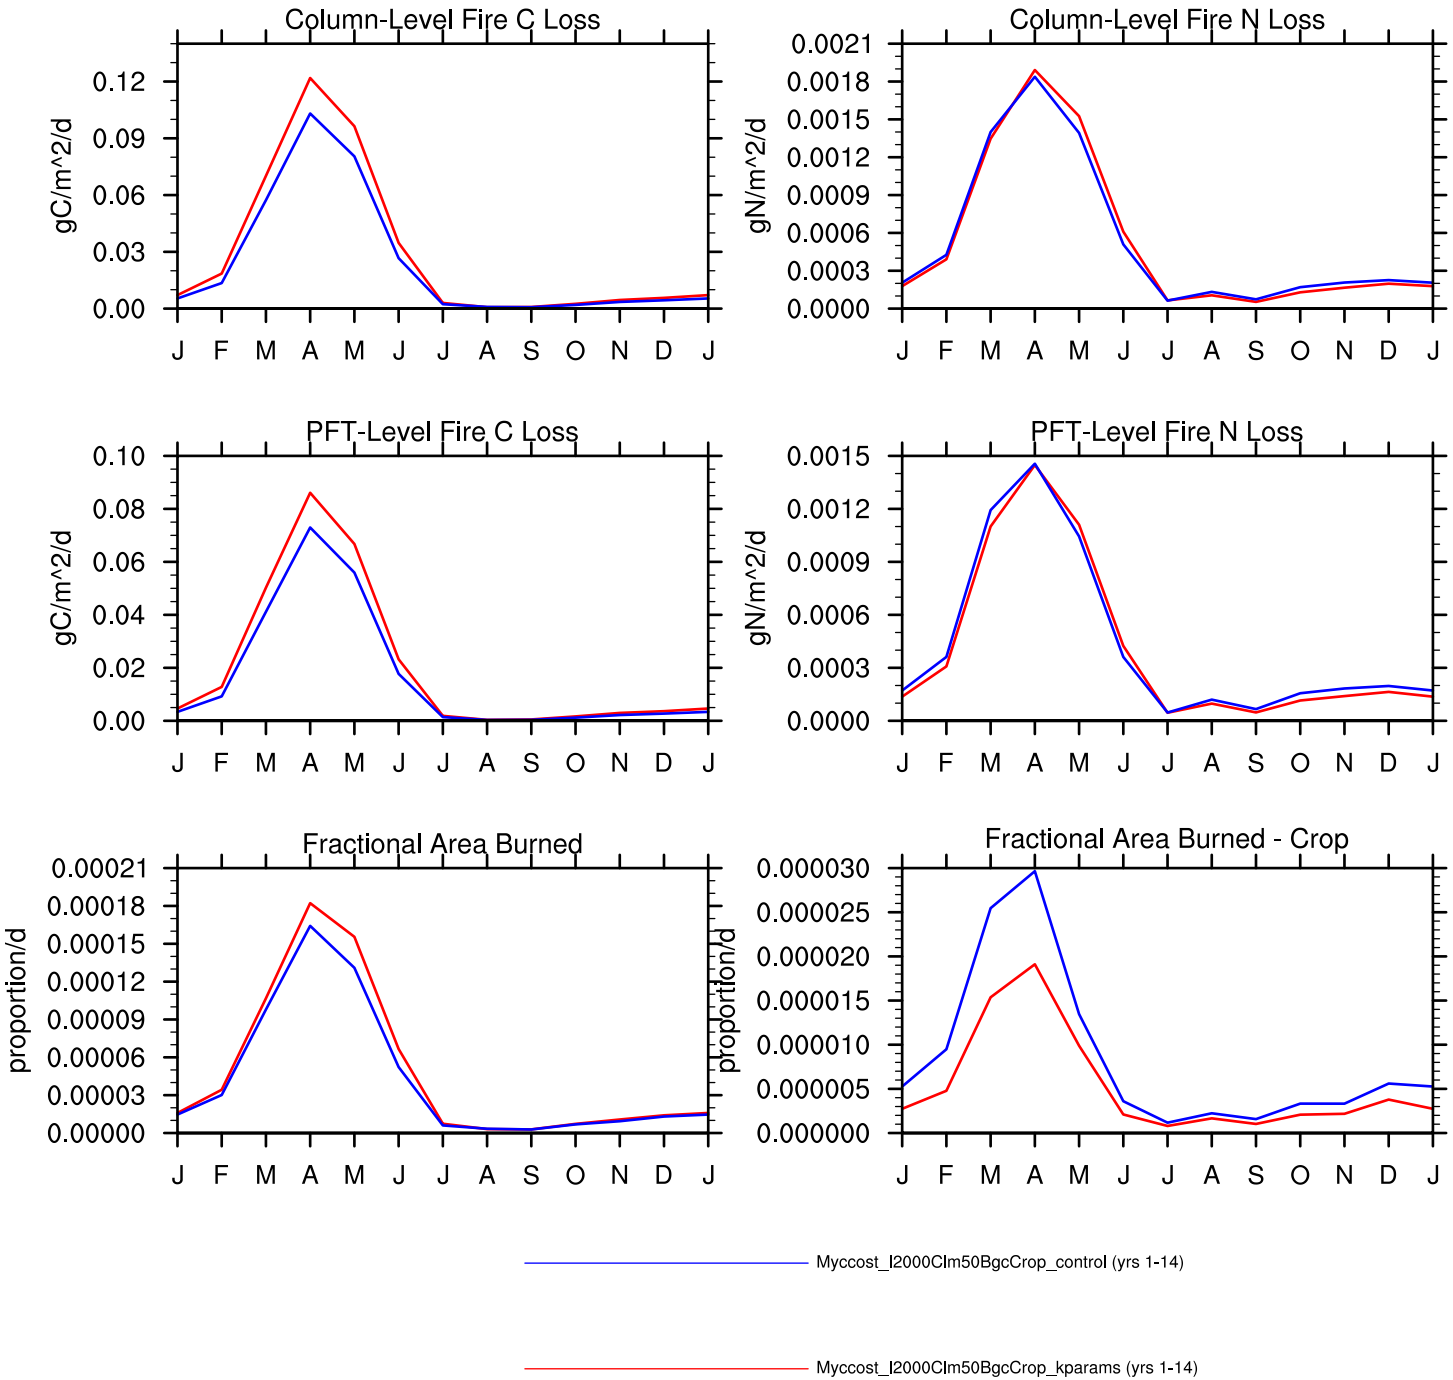 Column-Level Fire C Loss
gC/m^2/d
0.12
0.09
0.06
0.03
0.00
J F M A M J J A S O N D J
Column-Level Fire N Loss
gN/m^2/d
0.0021
0.0018
0.0015
0.0012
0.0009
0.0006
0.0003
0.0000
J F M A M J J A S O N D J
PFT-Level Fire C Loss
gC/m^2/d
0.10
0.08
0.06
0.04
0.02
0.00
J F M A M J J A S O N D J
PFT-Level Fire N Loss
gN/m^2/d
0.0015
0.0012
0.0009
0.0006
0.0003
0.0000
J F M A M J J A S O N D J
Fractional Area Burned
proportion/d
0.00021
0.00018
0.00015
0.00012
0.00009
0.00006
0.00003
0.00000
J F M A M J J A S O N D J
Fractional Area Burned - Crop
proportion/d
0.000030
0.000025
0.000020
0.000015
0.000010
0.000005
0.000000
J F M A M J J A S O N D J
Myccost_I2000Clm50BgcCrop_control (yrs 1-14)
Myccost_I2000Clm50BgcCrop_kparams (yrs 1-14)